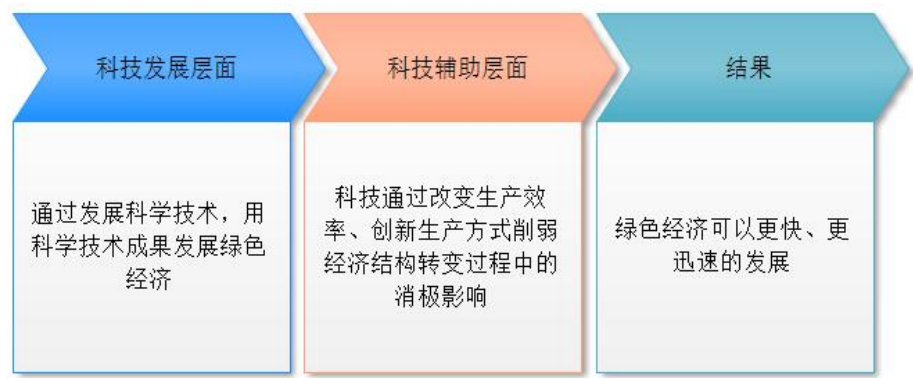 科技发展层面
通过发展科学技术，用
科学技术成果发展绿色
经济
科技辅助层面
科技通过改变生产效
率、创新生产方式削弱
经济结构转变过程中的
消极影响
结果
绿色经济可以更快、更
迅速的发展